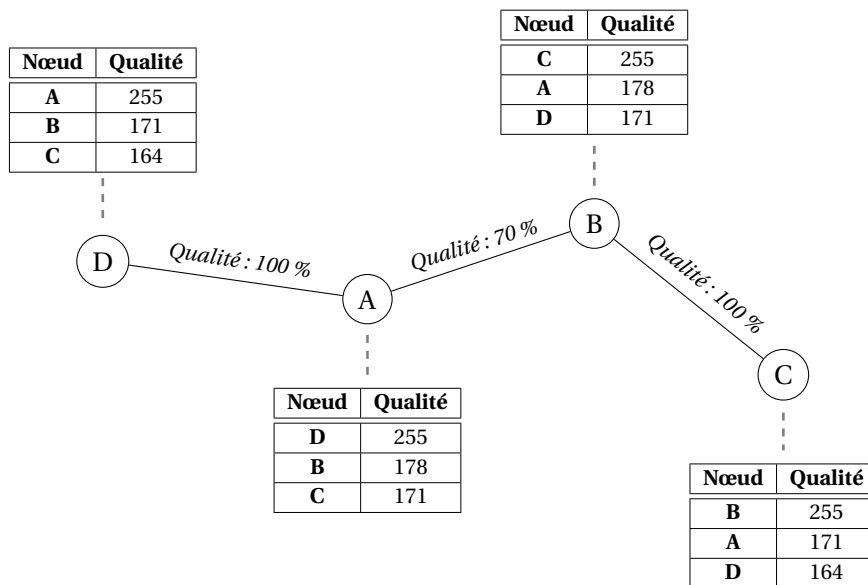 Nœud Qualité
C 255
A 178
D 171
Nœud Qualité
A 255
B 171
C 164
B
D
A
C
Qualité : 100 %
Qualité : 70 %
Qualité : 100 %
Nœud Qualité
D 255
B 178
C 171
Nœud Qualité
B 255
A 171
D 164